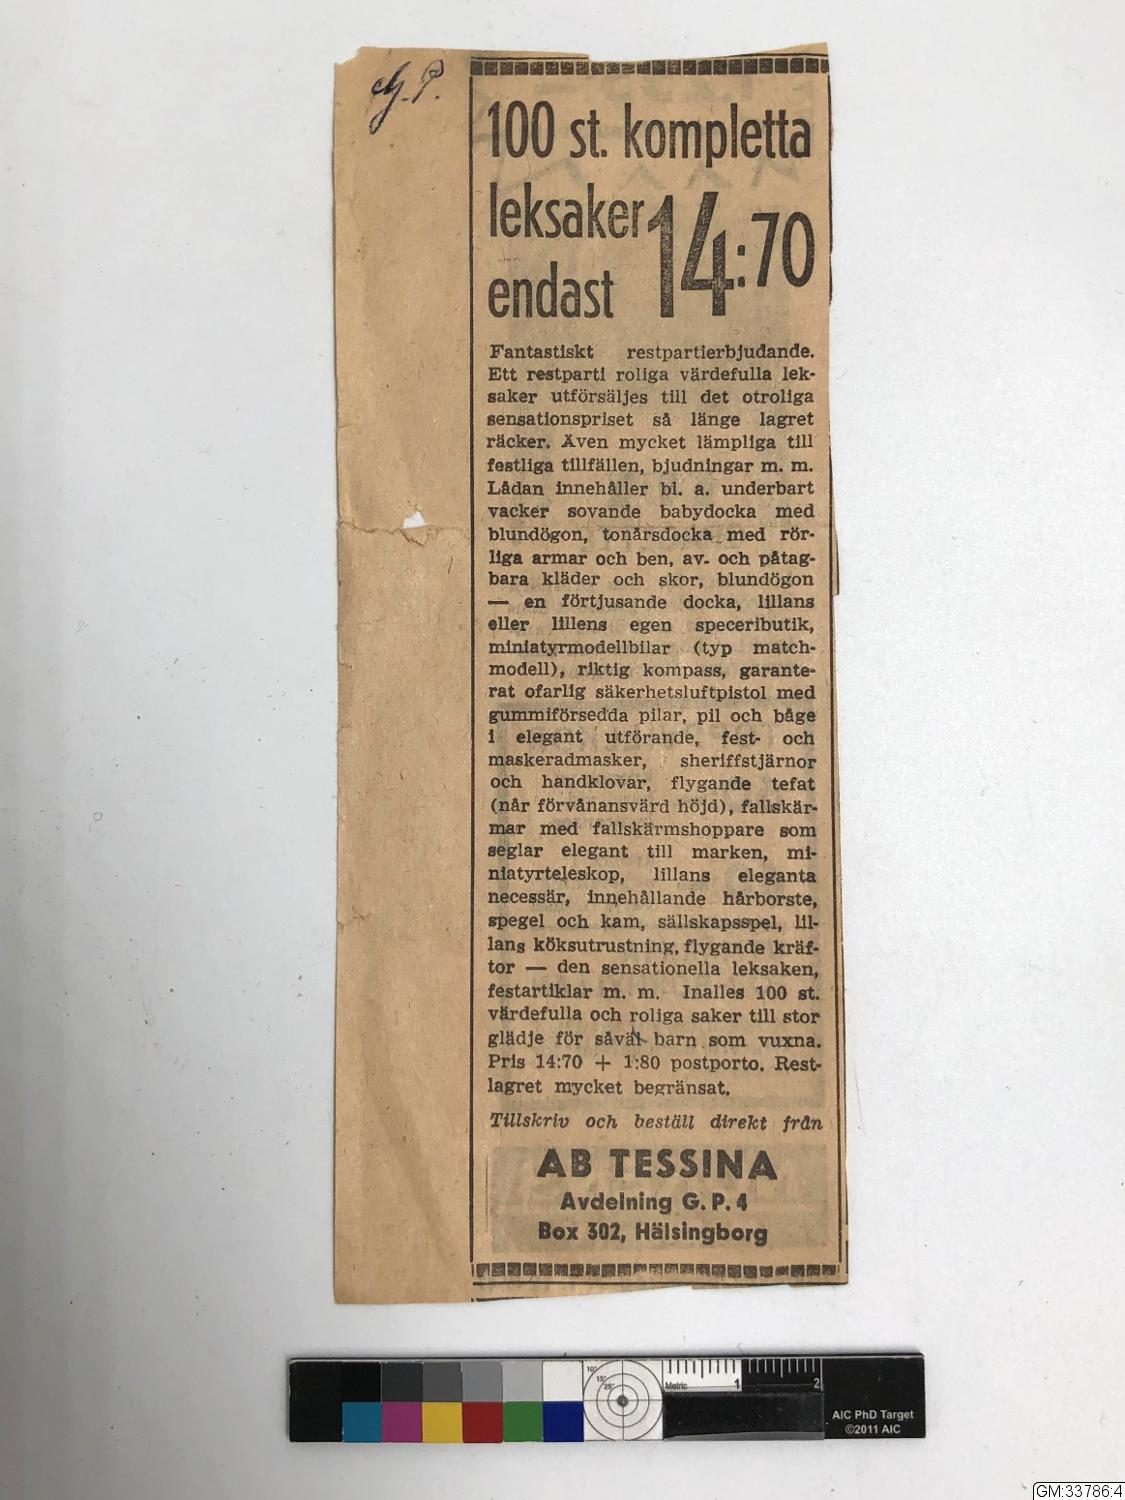 G.P.
100 st. kompletta
leksaker 14:70
endast
Fantastiskt restpartierbjudande.
Ett restparti roliga värdefulla lek-
saker utförsäljes till det otroliga
sensationspriset så länge lagret
räcker. Även mycket lämpliga till
festliga tillfällen, bjudningar m. m.
Lådan innehåller bl. a. underbart
vacker sovande babydocka med
blundögon, tonårsdocka med rör-
liga armar och ben, av- och påtag-
bara kläder och skor, blundögon
— en förtjusande docka, lillans
eller lillens egen speceributik,
miniatyrmodellbilar (typ match-
modell), riktig kompass, garante-
rat ofarlig säkerhetsluftpistol med
gummiförsedda pilar, pil och båge
i elegant utförande, fest- och
maskeradmasker, sheriffstjärnor
och handklovar, flygande tefat
(når förvånansvärd höjd), fallskär-
mar med fallskärmshoppare som
seglar elegant till marken, mi-
niatyrteleskop, lillans eleganta
necessär, innehållande hårborste,
spegel och kam, sällskapsspel, lil-
lans köksutrustning, flygande kräf-
tor — den sensationella leksaken,
festartiklar m. m. Inalles 100 st.
värdefulla och roliga saker till stor
glädje för såväl barn som vuxna.
Pris 14:70 + 1:80 postporto. Rest-
lagret mycket begränsat.
Tillskriv och beställ direkt från
AB TESSINA
Avdelning G. P. 4
Box 302, Hälsingborg
10°
15°
25°
Metric 1 2
AIC PhD Target
©2011 AIC
GM:33786:4